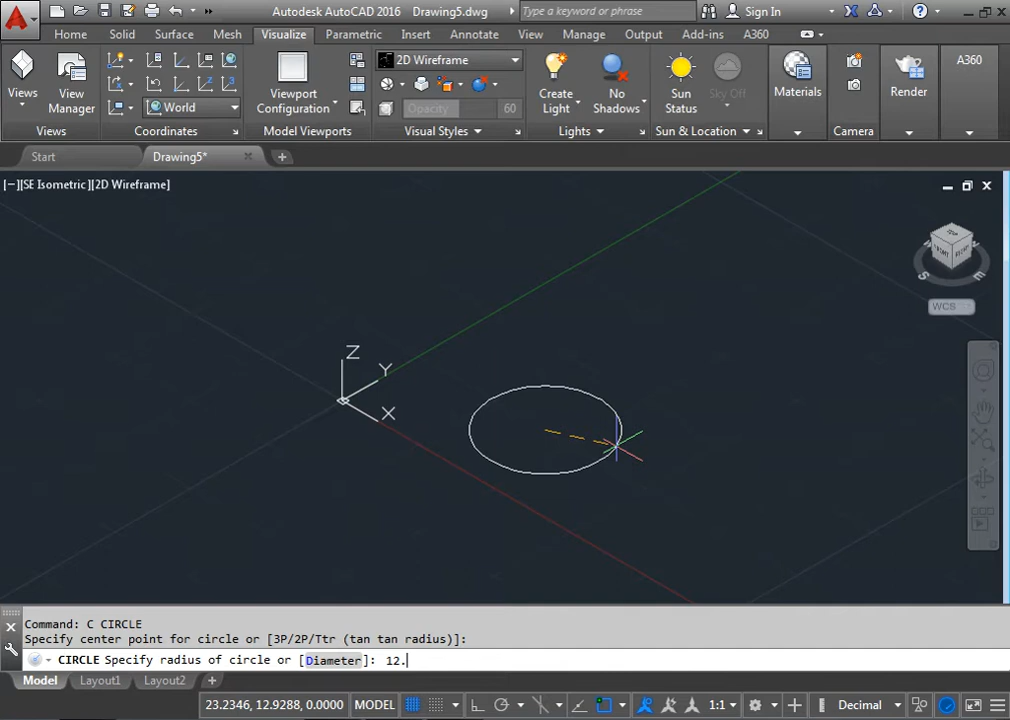 Autodesk AutoCAD 2016 Drawing5.dwg Type a keyword or phrase Sign In
Home Solid Surface Mesh Visualize Parametric Insert Annotate View Manage Output Add-ins A360
2D Wireframe
World
Opacity 60
Views
View Manager
Viewport Configuration
Create Light
No Shadows
Sun Status
Sky Off
Materials
Render
A360
Views Coordinates Model Viewports Visual Styles Lights Sun & Location Camera
Start Drawing5*
[−][SE Isometric][2D Wireframe]
TOP
FRONT RIGHT
S E
WCS
Z
Y
X
Command: C CIRCLE
Specify center point for circle or [3P/2P/Ttr (tan tan radius)]:
CIRCLE Specify radius of circle or [Diameter]: 12.
Model Layout1 Layout2
23.2346, 12.9288, 0.0000 MODEL 1:1 Decimal